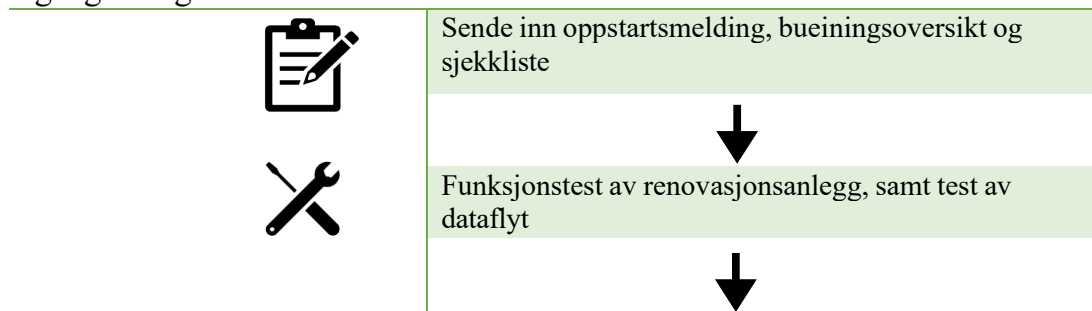 Sende inn oppstartsmelding, bueiningsoversikt og
sjekkliste
Funksjonstest av renovasjonsanlegg, samt test av
dataflyt